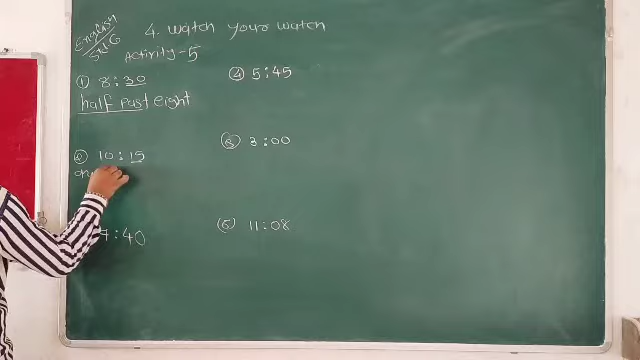 English
Std 6
4. Watch Your Watch
Activity-5
① 8:30
half Past eight
② 10:15
7:40
④ 5:45
⑤ 3:00
⑥ 11:08